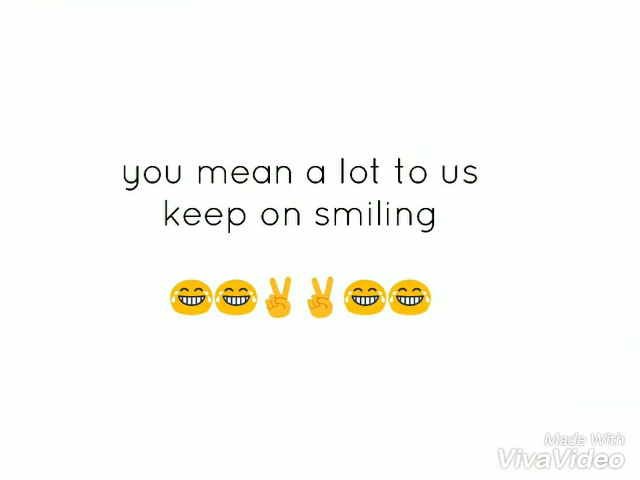 you mean a lot to us
keep on smiling
😂😂✌✌😂😂
Made With
VivaVideo